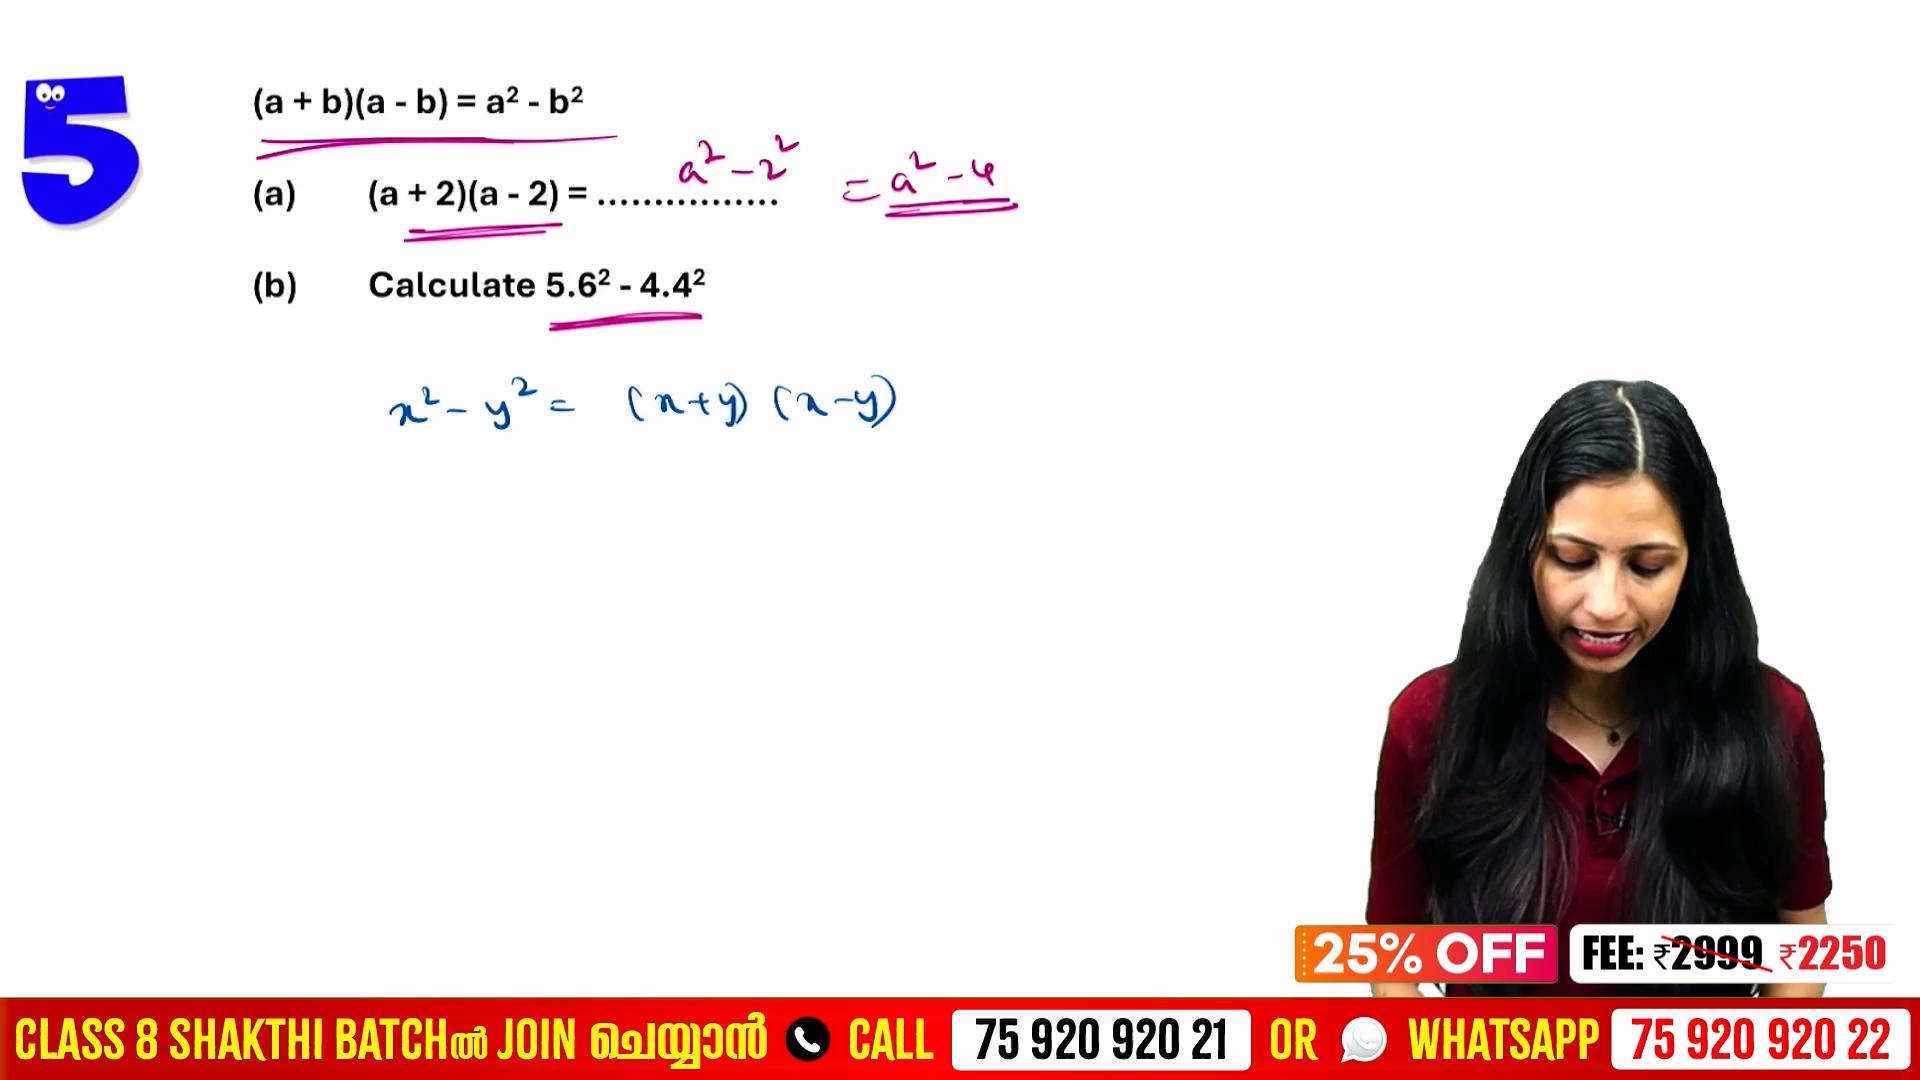 5
(a + b)(a - b) = a² - b²
(a) (a + 2)(a - 2) = ................ a² - 2² = a² - 4
(b) Calculate 5.6² - 4.4²
x² - y² = (x+y) (x-y)
25% OFF FEE: ₹2999 ₹2250
CLASS 8 SHAKTHI BATCHൽ JOIN ചെയ്യാൻ CALL 75 920 920 21 OR WHATSAPP 75 920 920 22